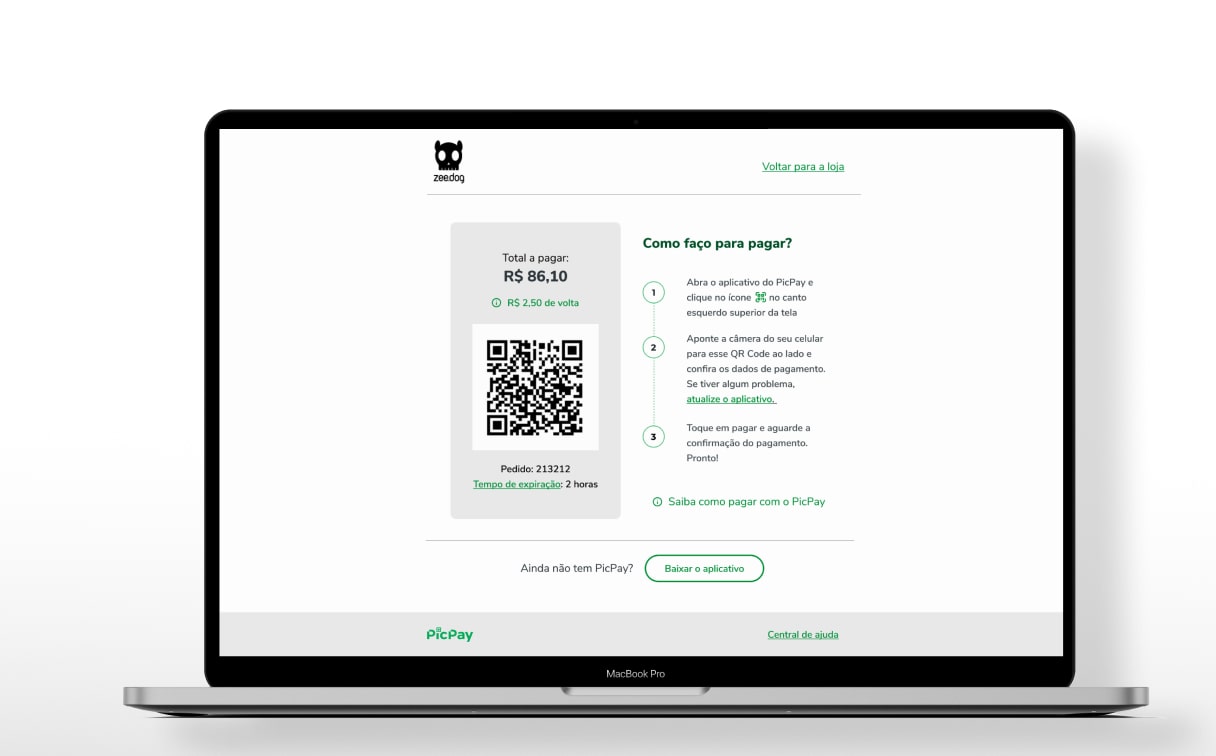 zee.dog
Voltar para a loja
Total a pagar:
R$ 86,10
R$ 2,50 de volta
Pedido: 213212
Tempo de expiração: 2 horas
Como faço para pagar?
1
Abra o aplicativo do PicPay e
clique no ícone no canto
esquerdo superior da tela
2
Aponte a câmera do seu celular
para esse QR Code ao lado e
confira os dados de pagamento.
Se tiver algum problema,
atualize o aplicativo.
3
Toque em pagar e aguarde a
confirmação do pagamento.
Pronto!
Saiba como pagar com o PicPay
Ainda não tem PicPay?
Baixar o aplicativo
PicPay
Central de ajuda
MacBook Pro